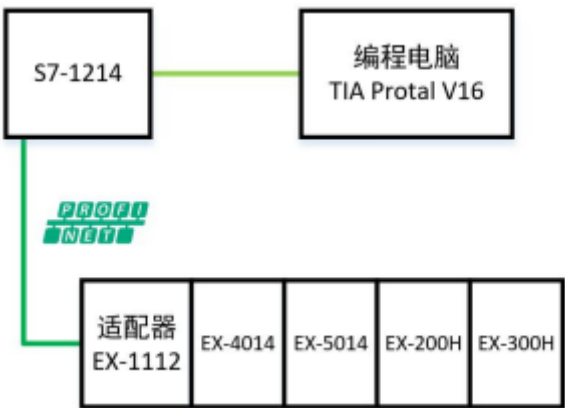 S7-1214
编程电脑
TIA Protal V16
PROFI
NET
适配器
EX-1112
EX-4014
EX-5014
EX-200H
EX-300H